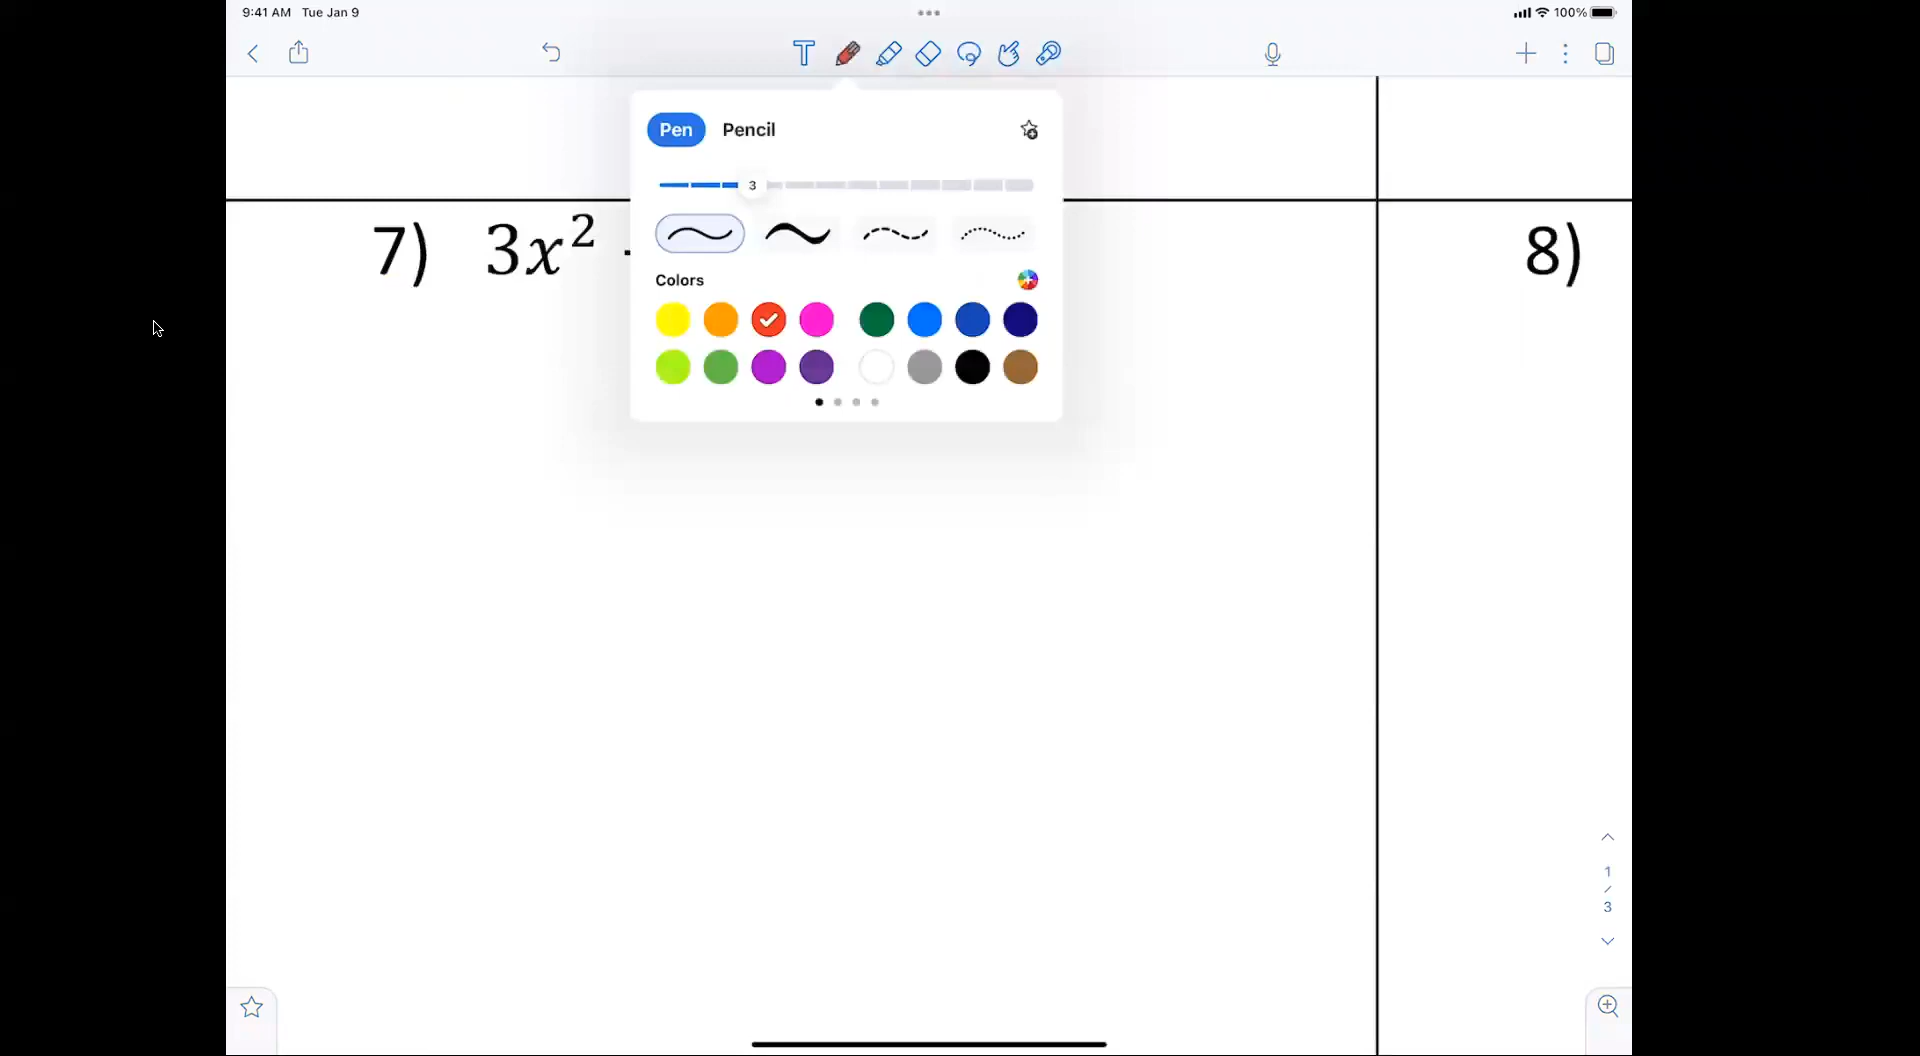 9:41 AM Tue Jan 9
100%
T
Pen Pencil
3
7) 3x²
8)
Colors
1
/
3